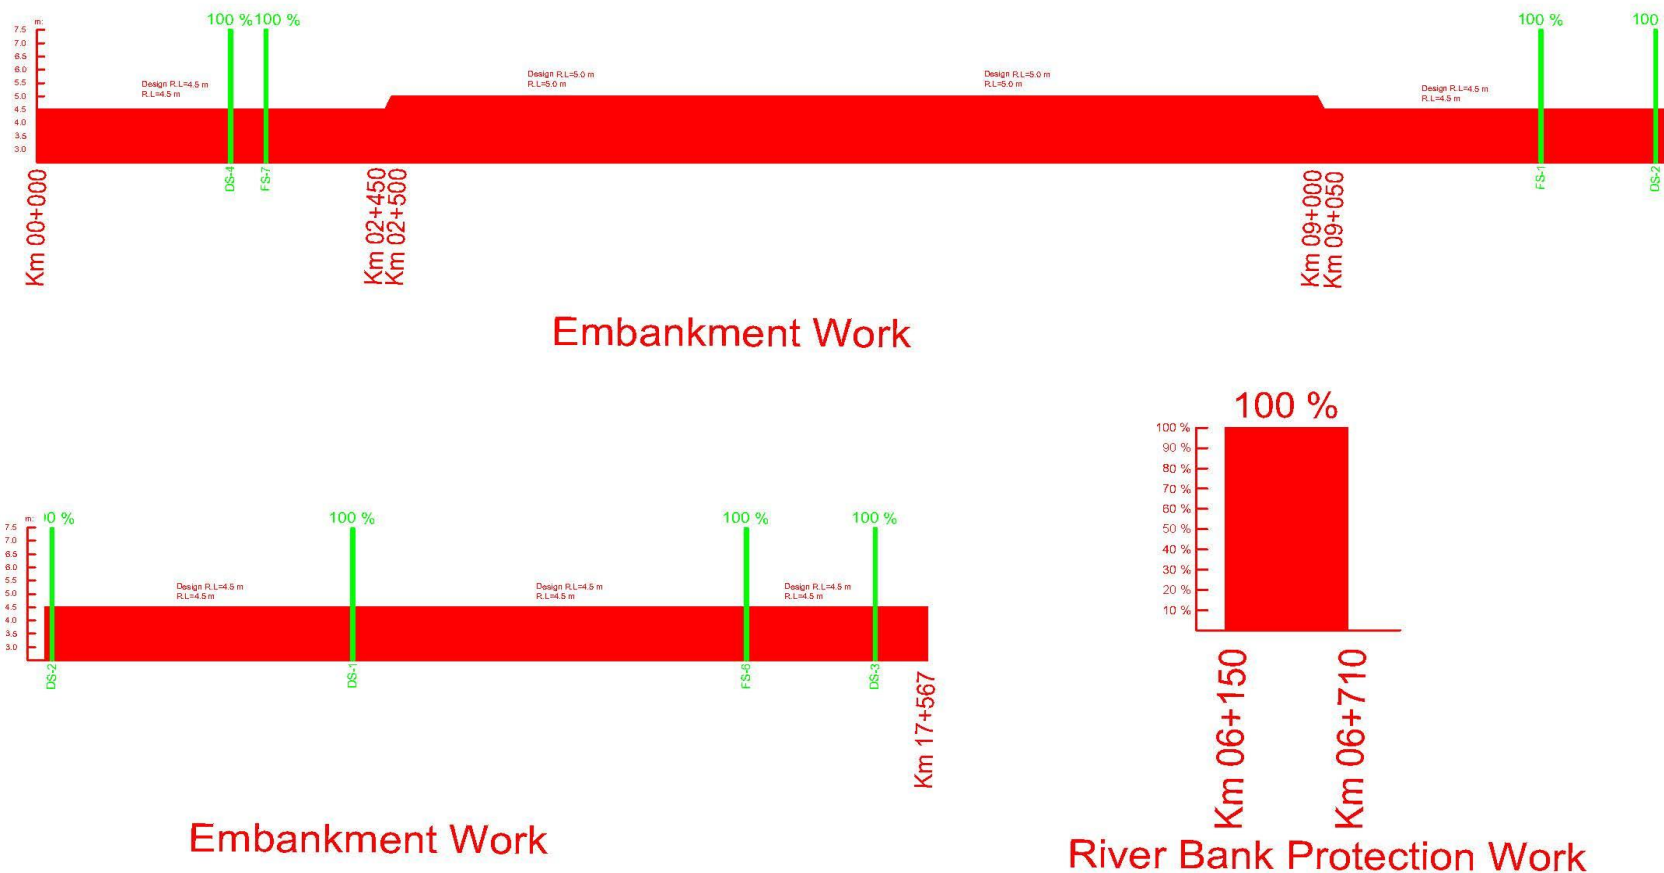 100 % 100 %
100 %
100
m:
7.5
7.0
6.5
6.0
5.5
5.0
4.5
4.0
3.5
3.0
Design R.L=4.5 m
R.L=4.5 m
Design R.L=5.0 m
R.L=5.0 m
Design R.L=5.0 m
R.L=5.0 m
Design R.L=4.5 m
R.L=4.5 m
DS-4
FS-7
FS-1
DS-2
Km 00+000
Km 02+450
Km 02+500
Km 09+000
Km 09+050
Embankment Work
m:
7.5
7.0
6.5
6.0
5.5
5.0
4.5
4.0
3.5
3.0
0 %
100 %
100 %
100 %
Design R.L=4.5 m
R.L=4.5 m
Design R.L=4.5 m
R.L=4.5 m
Design R.L=4.5 m
R.L=4.5 m
DS-2
DS-1
FS-6
DS-3
Km 17+567
Embankment Work
100 %
100 %
90 %
80 %
70 %
60 %
50 %
40 %
30 %
20 %
10 %
Km 06+150
Km 06+710
River Bank Protection Work